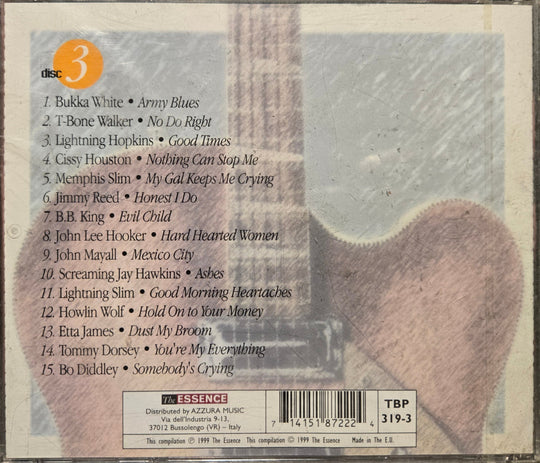 disc 3
1. Bukka White • Army Blues
2. T-Bone Walker • No Do Right
3. Lightning Hopkins • Good Times
4. Cissy Houston • Nothing Can Stop Me
5. Memphis Slim • My Gal Keeps Me Crying
6. Jimmy Reed • Honest I Do
7. B.B. King • Evil Child
8. John Lee Hooker • Hard Hearted Women
9. John Mayall • Mexico City
10. Screaming Jay Hawkins • Ashes
11. Lightning Slim • Good Morning Heartaches
12. Howlin Wolf • Hold On to Your Money
13. Etta James • Dust My Broom
14. Tommy Dorsey • You're My Everything
15. Bo Diddley • Somebody's Crying
The ESSENCE
Distributed by AZZURA MUSIC
Via dell'Industria 9-13,
37012 Bussolengo (VR) – Italy
7 14151 87222 4
TBP
319-3
This compilation ℗ 1999 The Essence This compilation © 1999 The Essence Made in The E.U.